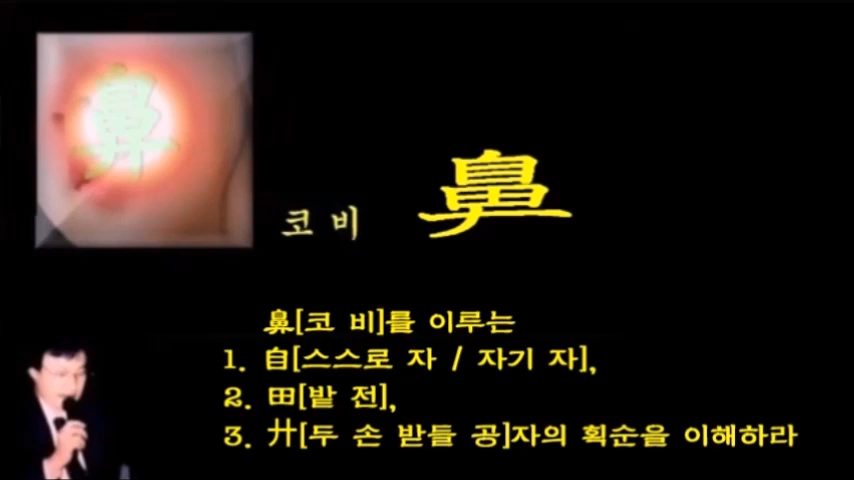 鼻
코 비 鼻
鼻[코 비]를 이루는
1. 自[스스로 자 / 자기 자],
2. 田[밭 전],
3. 廾[두 손 받들 공]자의 획순을 이해하라